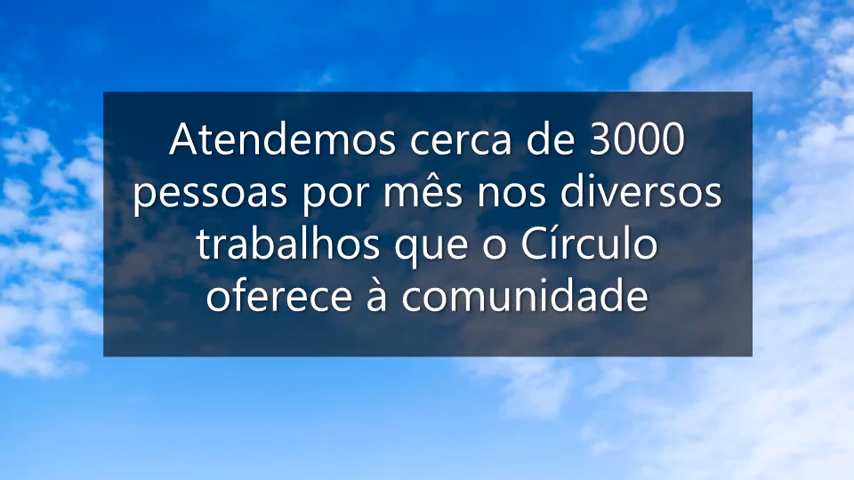 Atendemos cerca de 3000
pessoas por mês nos diversos
trabalhos que o Círculo
oferece à comunidade